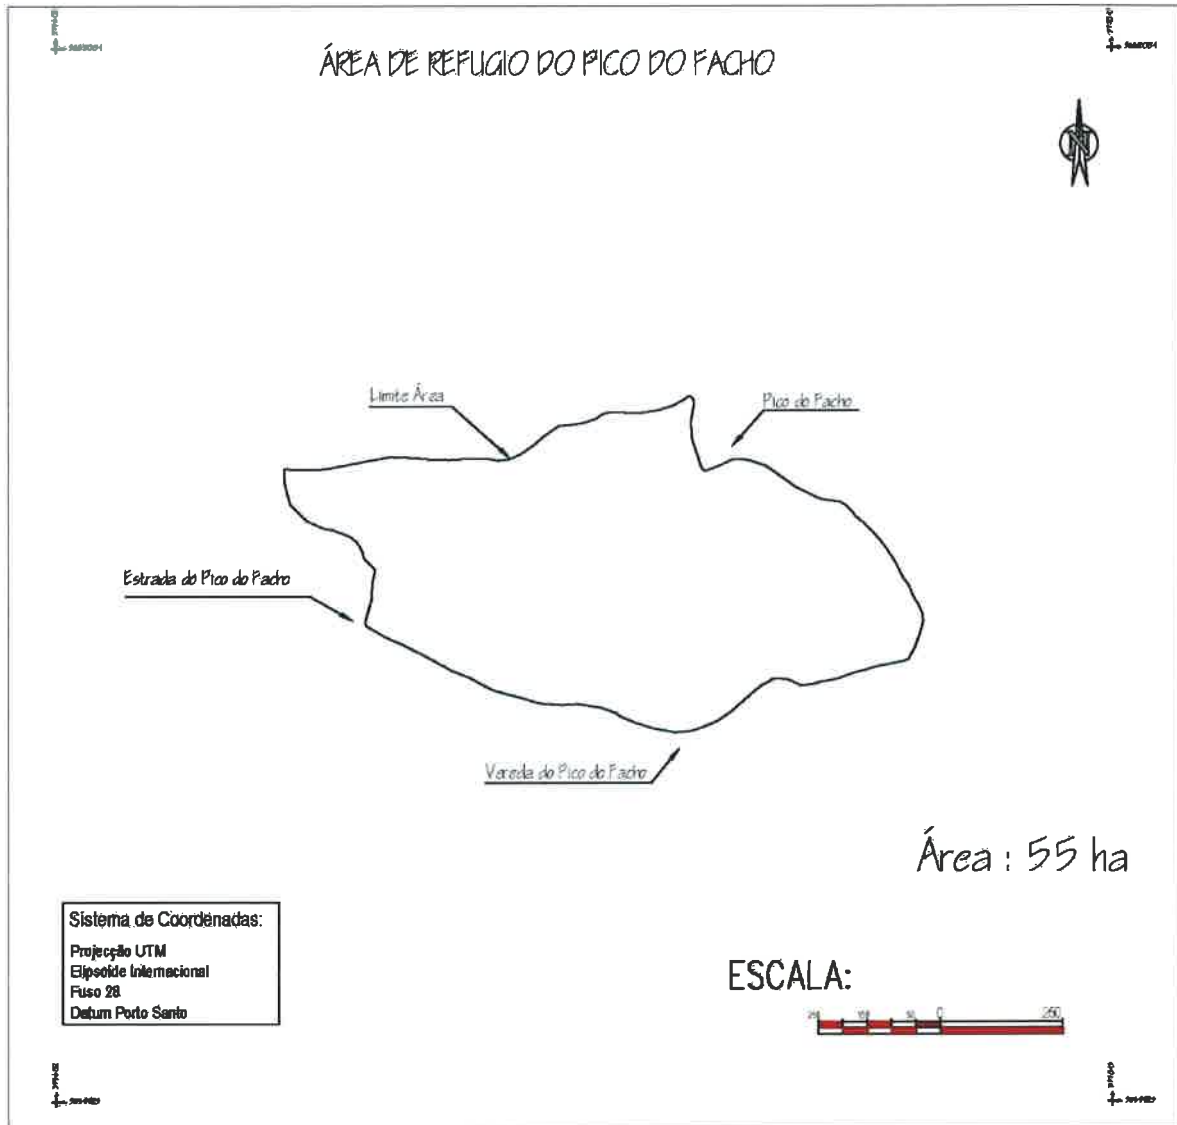 ÁREA DE REFUGIO DO PICO DO FACHO
N
Limite Área
Pico do Facho
Estrada do Pico do Facho
Vereda do Pico do Facho
Área : 55 ha
Sistema de Coordenadas:
Projecção UTM
Elipsóide Internacional
Fuso 28
Datum Porto Santo
ESCALA:
0 250